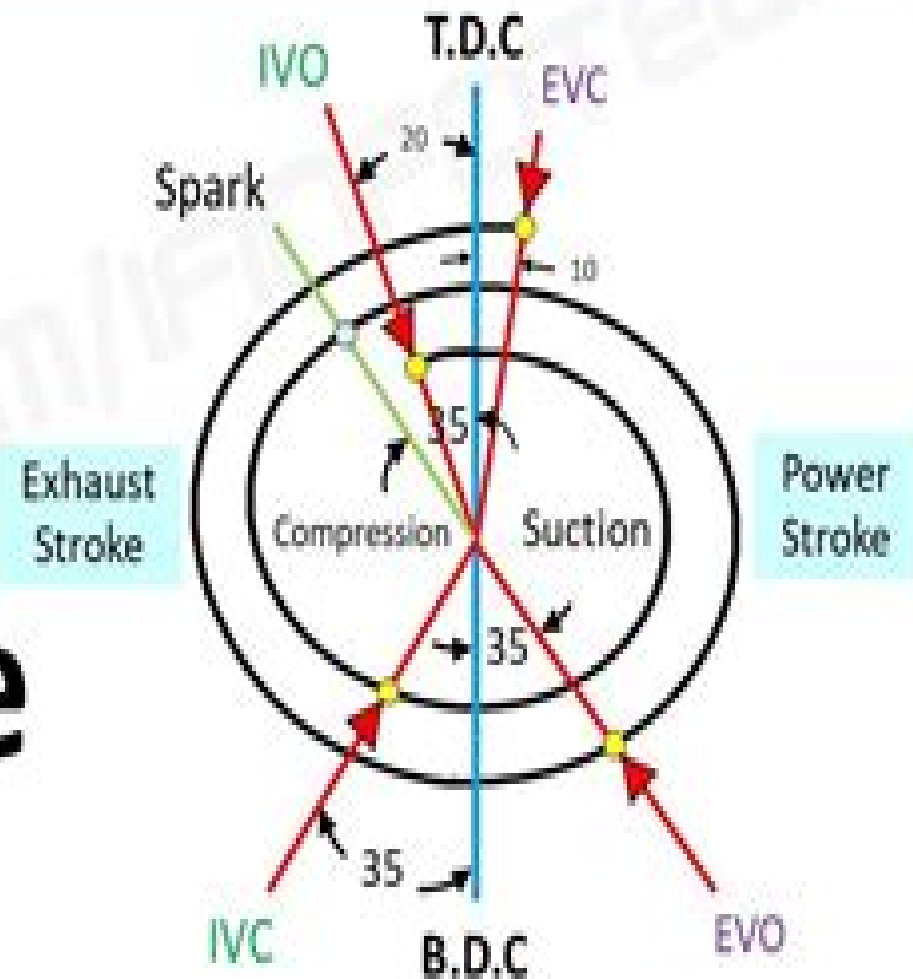 T.D.C
IVO
EVC
20
Spark
10
35
Exhaust
Stroke
Compression
Suction
Power
Stroke
35
e
35
IVC
EVO
B.D.C